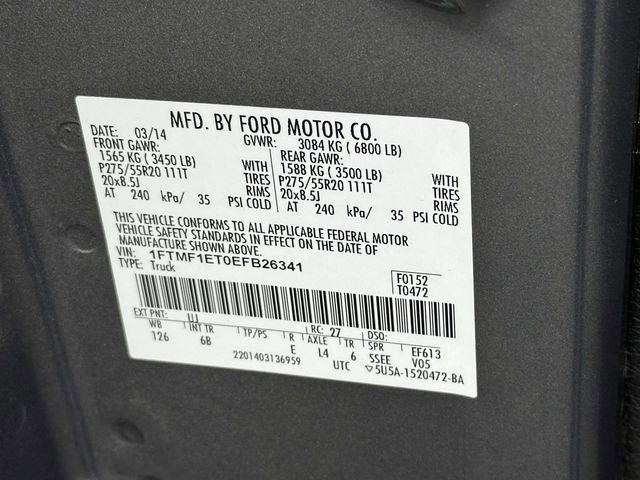 MFD. BY FORD MOTOR CO.
DATE: 03/14 GVWR: 3084 KG ( 6800 LB)
FRONT GAWR: REAR GAWR:
1565 KG ( 3450 LB) WITH 1588 KG ( 3500 LB) WITH
P275/55R20 111T TIRES P275/55R20 111T TIRES
20x8.5J RIMS 20x8.5J RIMS
AT 240 kPa/ 35 PSI COLD AT 240 kPa/ 35 PSI COLD
THIS VEHICLE CONFORMS TO ALL APPLICABLE FEDERAL MOTOR
VEHICLE SAFETY STANDARDS IN EFFECT ON THE DATE OF
MANUFACTURE SHOWN ABOVE.
VIN: 1FTMF1ET0EFB26341 F0152
TYPE: Truck T0472
EXT PNT: UJ RC: 27 DSO:
WB INT TR TP/PS R AXLE TR SPR EF613
126 6B E L4 6 SSEE V05
2201403136959 UTC ▽5U5A-1520472-BA